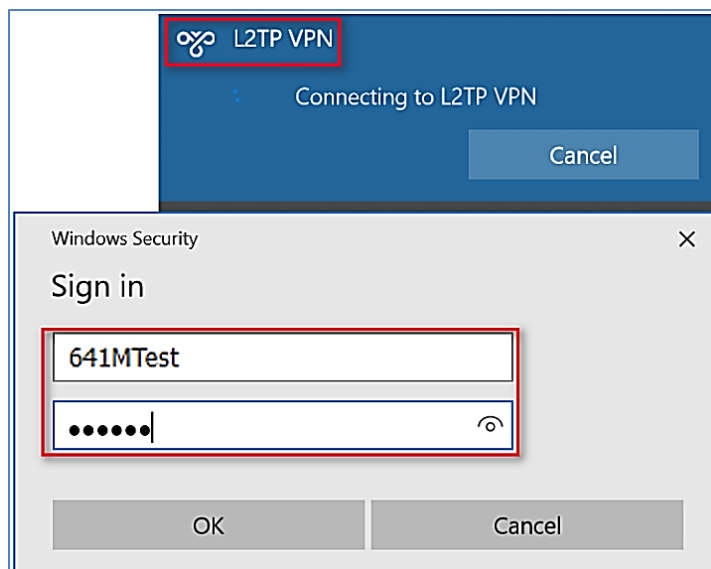 L2TP VPN
Connecting to L2TP VPN
Cancel
Windows Security
Sign in
641MTest
••••••
OK
Cancel